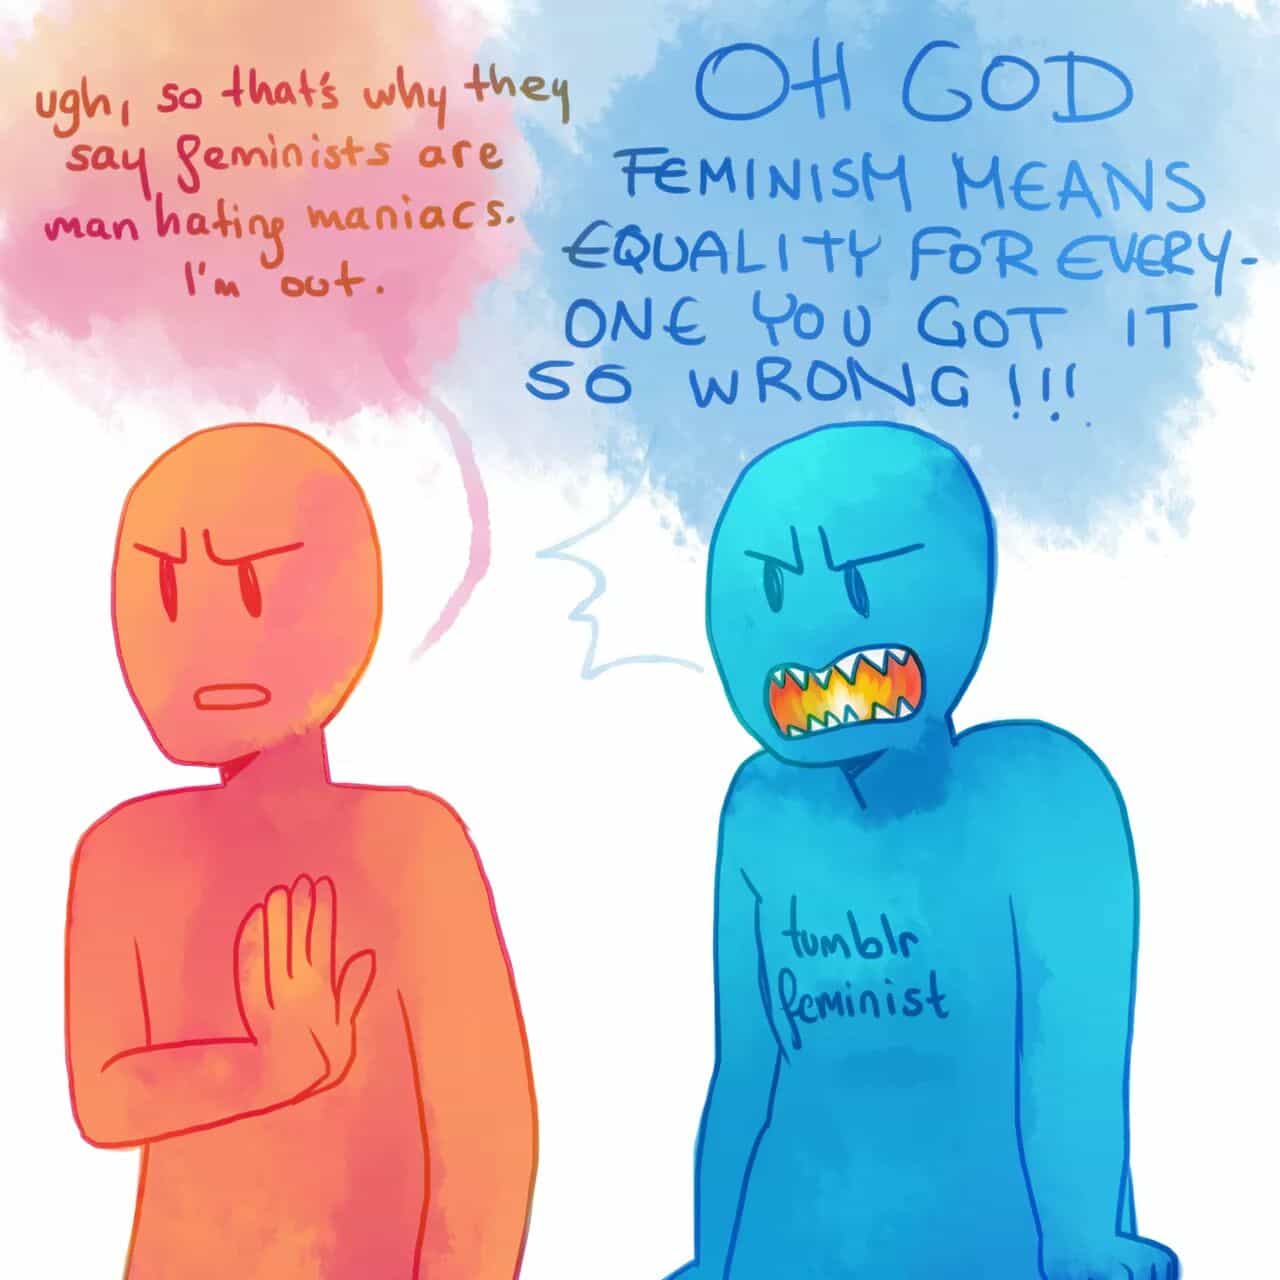 ugh, so that's why they
say feminists are
man hating maniacs.
I'm out.
OH GOD
FEMINISM MEANS
EQUALITY FOR EVERY-
ONE YOU GOT IT
SO WRONG!!!
tumblr
feminist